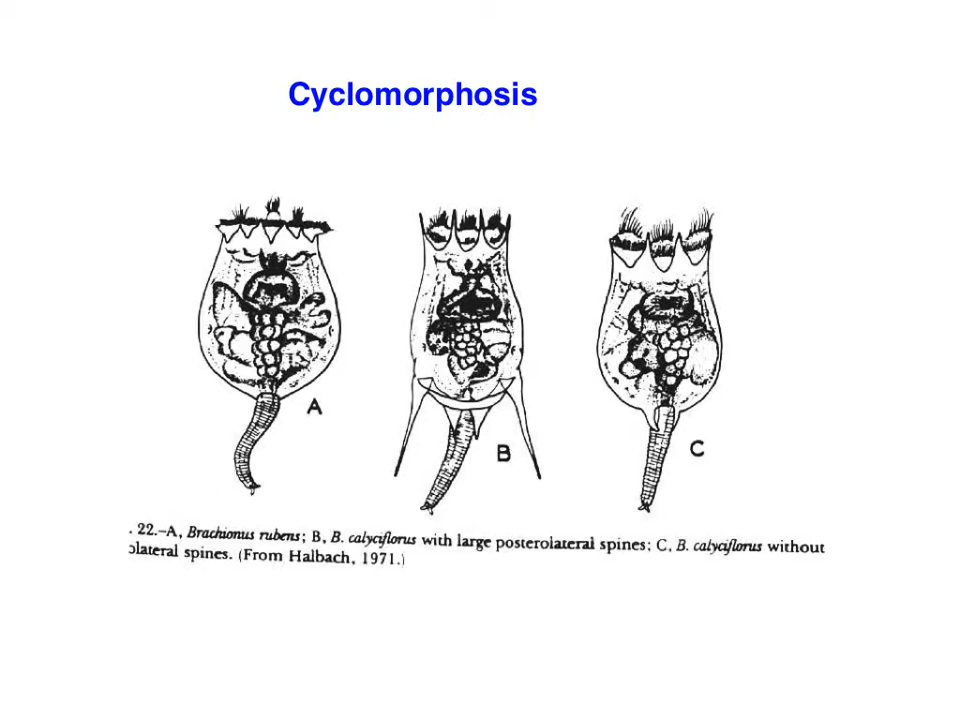 Cyclomorphosis
A
B
C
. 22.–A, Brachionus rubens; B, B. calyciflorus with large posterolateral spines; C, B. calyciflorus without
olateral spines. (From Halbach, 1971.)